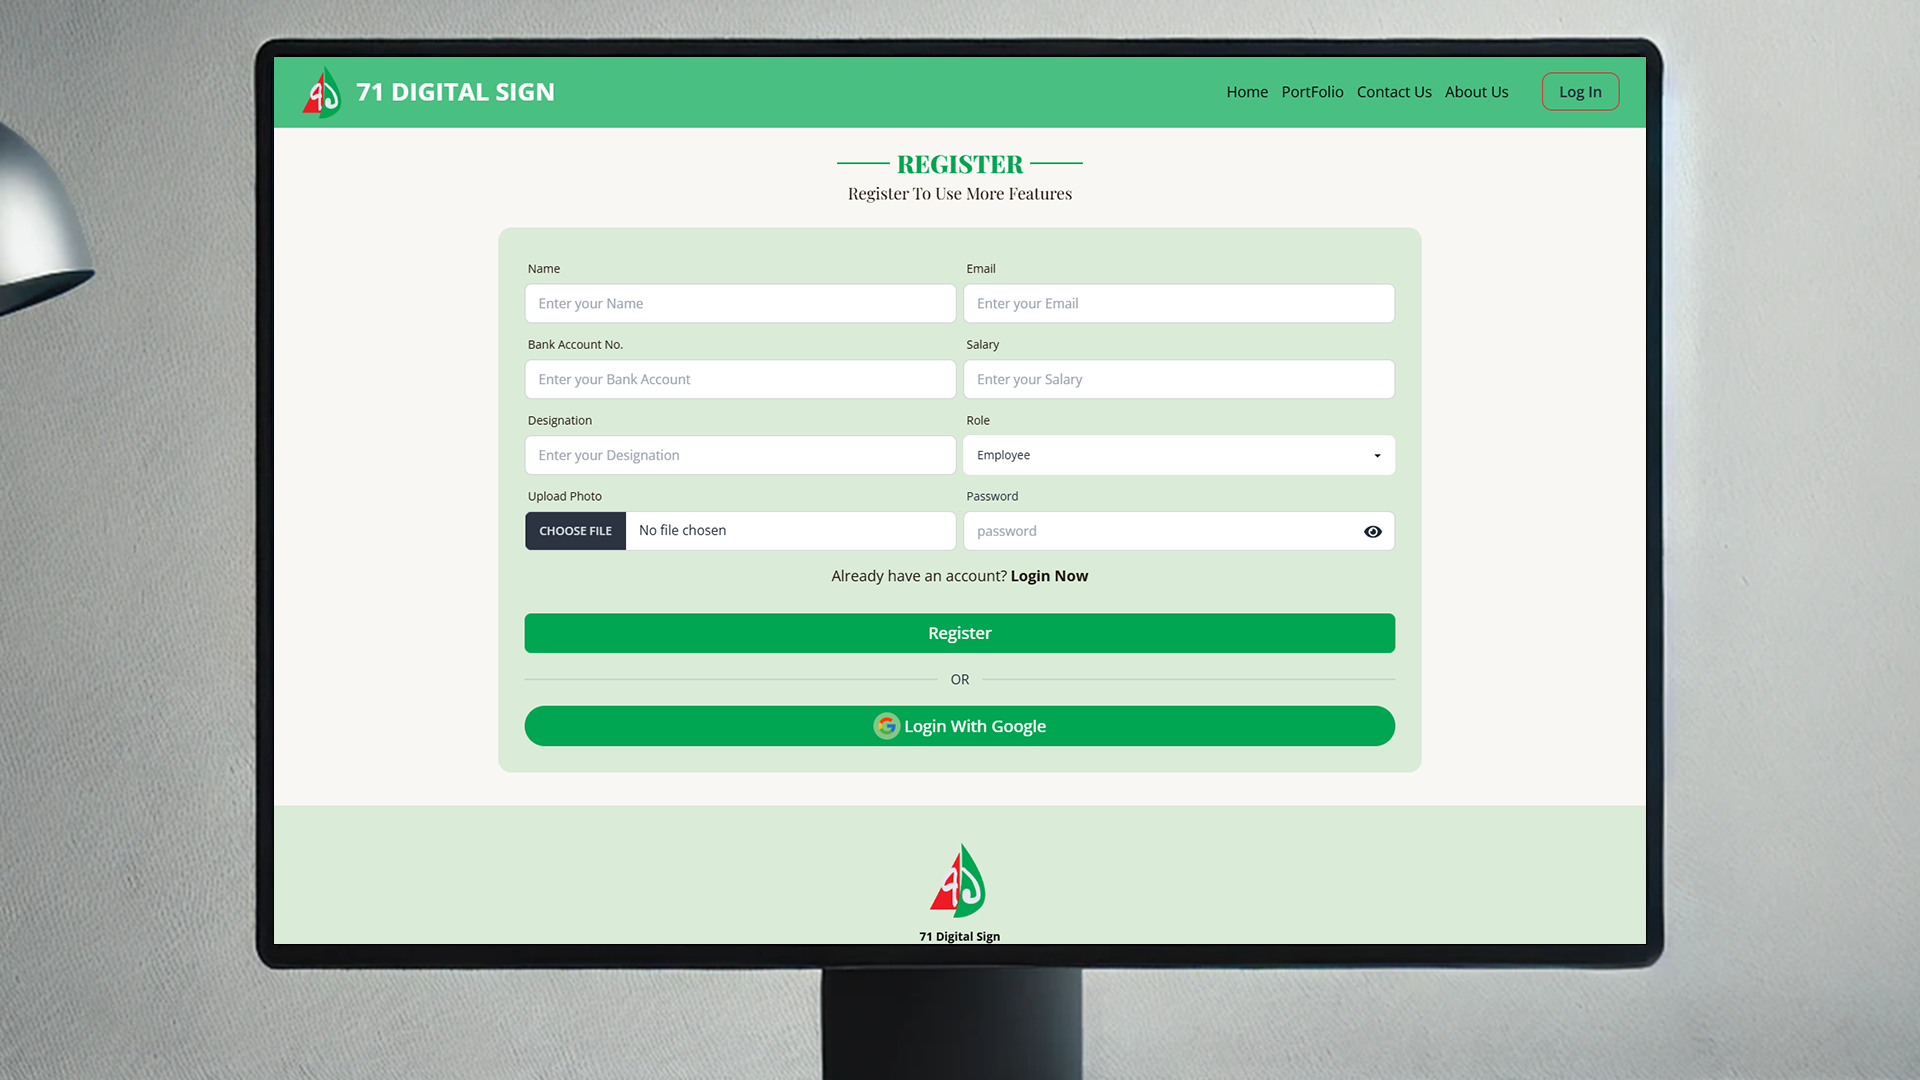 71 DIGITAL SIGN
Home PortFolio Contact Us About Us Log In
REGISTER
Register To Use More Features
Name Email
Enter your Name Enter your Email
Bank Account No. Salary
Enter your Bank Account Enter your Salary
Designation Role
Enter your Designation Employee
Upload Photo Password
CHOOSE FILE No file chosen password
Already have an account? Login Now
Register
OR
Login With Google
৭১
71 Digital Sign